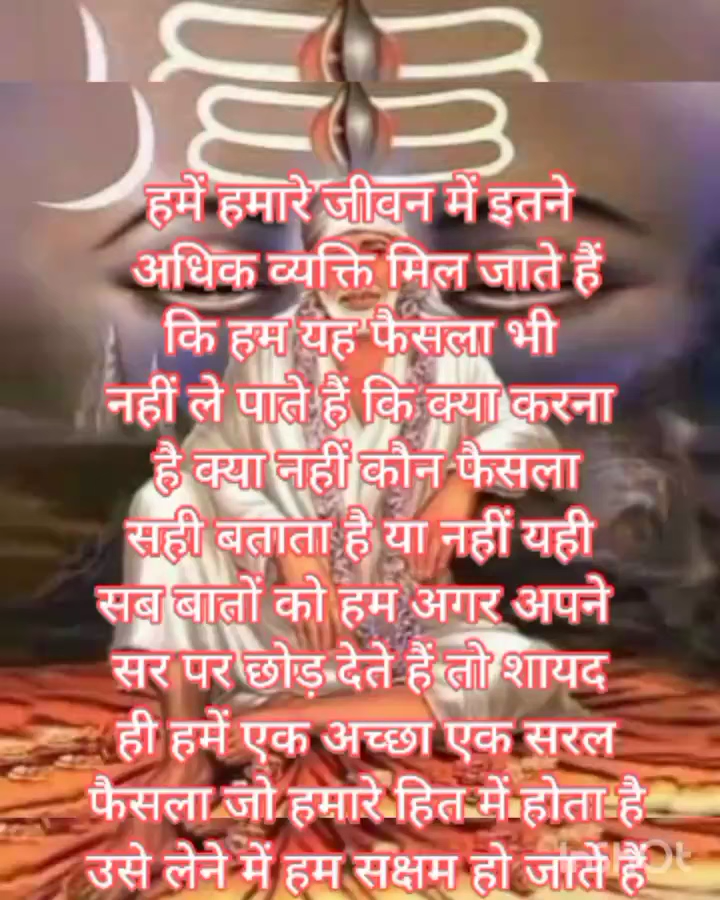 हमें हमारे जीवन में इतने
अधिक व्यक्ति मिल जाते हैं
कि हम यह फैसला भी
नहीं ले पाते हैं कि क्या करना
है क्या नहीं कौन फैसला
सही बताता है या नहीं यही
सब बातों को हम अगर अपने
सर पर छोड़ देते हैं तो शायद
ही हमें एक अच्छा एक सरल
फैसला जो हमारे हित में होता है
उसे लेने में हम सक्षम हो जाते हैं